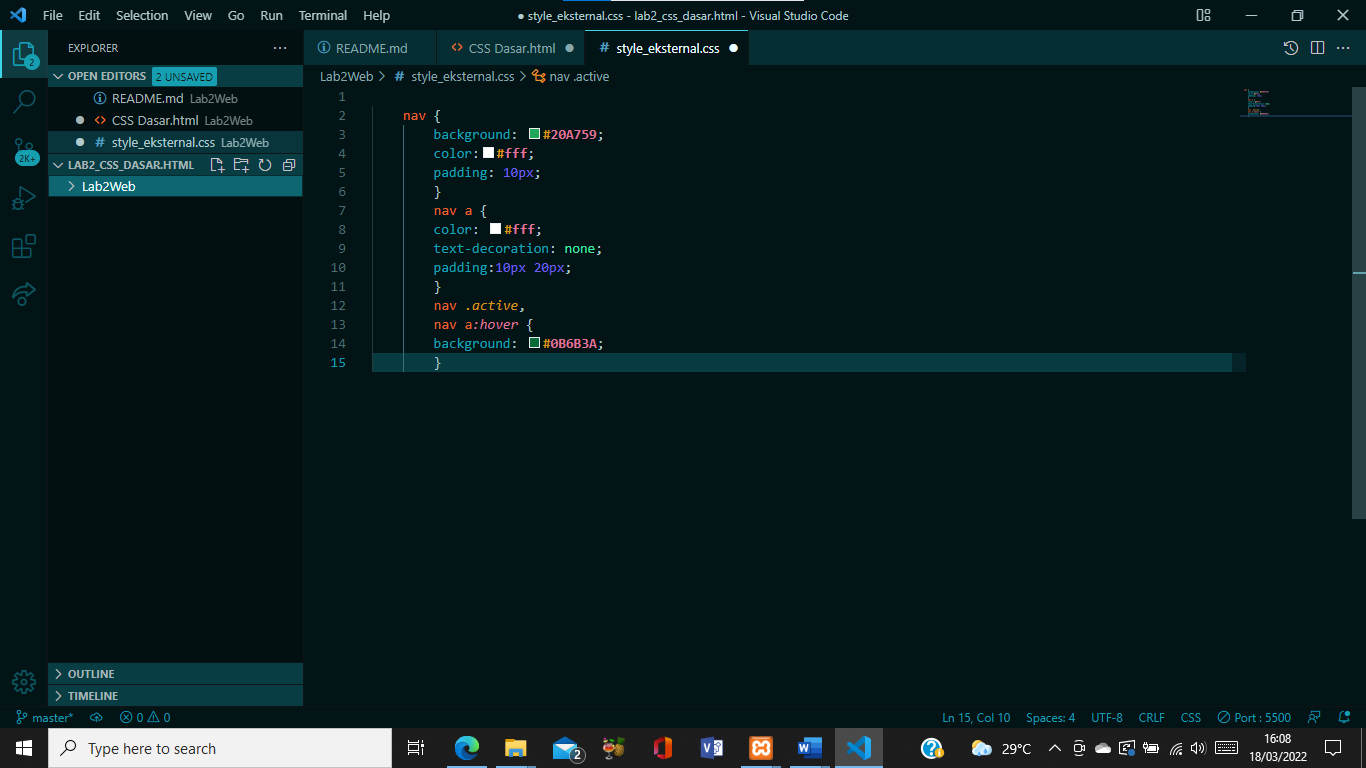 File Edit Selection View Go Run Terminal Help ● style_eksternal.css - lab2_css_dasar.html - Visual Studio Code
EXPLORER ···
README.md
CSS Dasar.html ●
# style_eksternal.css ●
OPEN EDITORS 2 UNSAVED
README.md Lab2Web
CSS Dasar.html Lab2Web
# style_eksternal.css Lab2Web
LAB2_CSS_DASAR.HTML
Lab2Web
OUTLINE
TIMELINE
2
2K+
Lab2Web > # style_eksternal.css > nav .active
1
2 nav {
3 background: #20A759;
4 color:#fff;
5 padding: 10px;
6 }
7 nav a {
8 color: #fff;
9 text-decoration: none;
10 padding:10px 20px;
11 }
12 nav .active,
13 nav a:hover {
14 background: #0B6B3A;
15 }
master* 0 0 Ln 15, Col 10 Spaces: 4 UTF-8 CRLF CSS Port : 5500
Type here to search 2 29°C 16:08
18/03/2022